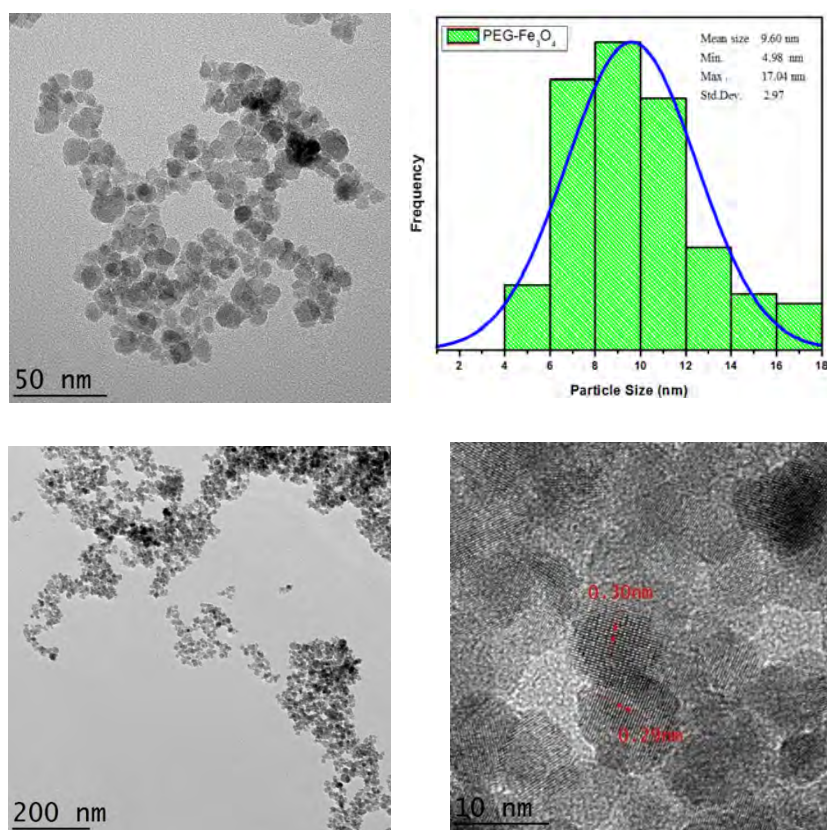 50 nm
PEG-Fe₃O₄
Mean size 9.60 nm
Min. 4.98 nm
Max . 17.04 nm
Std.Dev. 2.97
Frequency
2 4 6 8 10 12 14 16 18
Particle Size (nm)
200 nm
0.30nm
0.29nm
10 nm